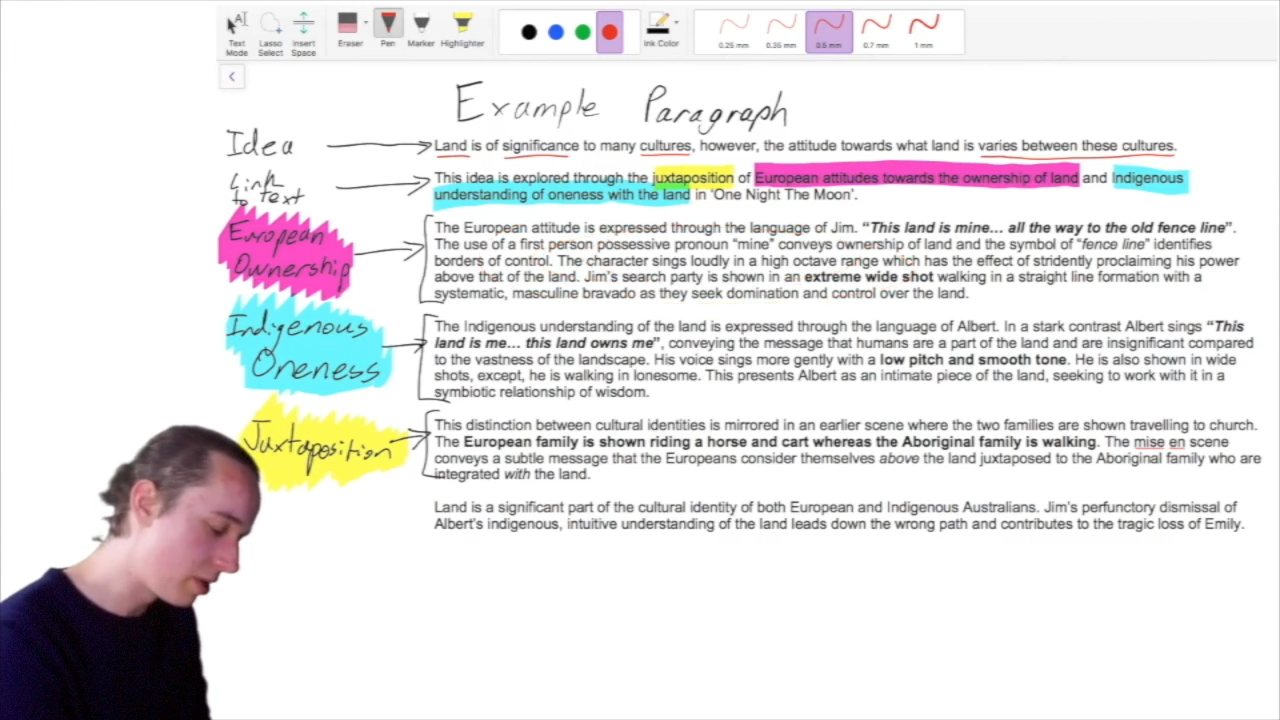 Text Mode
Lasso Select
Insert Space
Eraser
Pen
Marker
Highlighter
Ink Color
0.25 mm
0.35 mm
0.5 mm
0.7 mm
1 mm
Example Paragraph
Idea
Land is of significance to many cultures, however, the attitude towards what land is varies between these cultures.
Link to text
This idea is explored through the juxtaposition of European attitudes towards the ownership of land and Indigenous
understanding of oneness with the land in ‘One Night The Moon’.
European Ownership
The European attitude is expressed through the language of Jim. “This land is mine... all the way to the old fence line”.
The use of a first person possessive pronoun “mine” conveys ownership of land and the symbol of “fence line” identifies
borders of control. The character sings loudly in a high octave range which has the effect of stridently proclaiming his power
above that of the land. Jim’s search party is shown in an extreme wide shot walking in a straight line formation with a
systematic, masculine bravado as they seek domination and control over the land.
Indigenous Oneness
The Indigenous understanding of the land is expressed through the language of Albert. In a stark contrast Albert sings “This
land is me... this land owns me”, conveying the message that humans are a part of the land and are insignificant compared
to the vastness of the landscape. His voice sings more gently with a low pitch and smooth tone. He is also shown in wide
shots, except, he is walking in lonesome. This presents Albert as an intimate piece of the land, seeking to work with it in a
symbiotic relationship of wisdom.
Juxtaposition
This distinction between cultural identities is mirrored in an earlier scene where the two families are shown travelling to church.
The European family is shown riding a horse and cart whereas the Aboriginal family is walking. The mise en scene
conveys a subtle message that the Europeans consider themselves above the land juxtaposed to the Aboriginal family who are
integrated with the land.
Land is a significant part of the cultural identity of both European and Indigenous Australians. Jim’s perfunctory dismissal of
Albert’s indigenous, intuitive understanding of the land leads down the wrong path and contributes to the tragic loss of Emily.